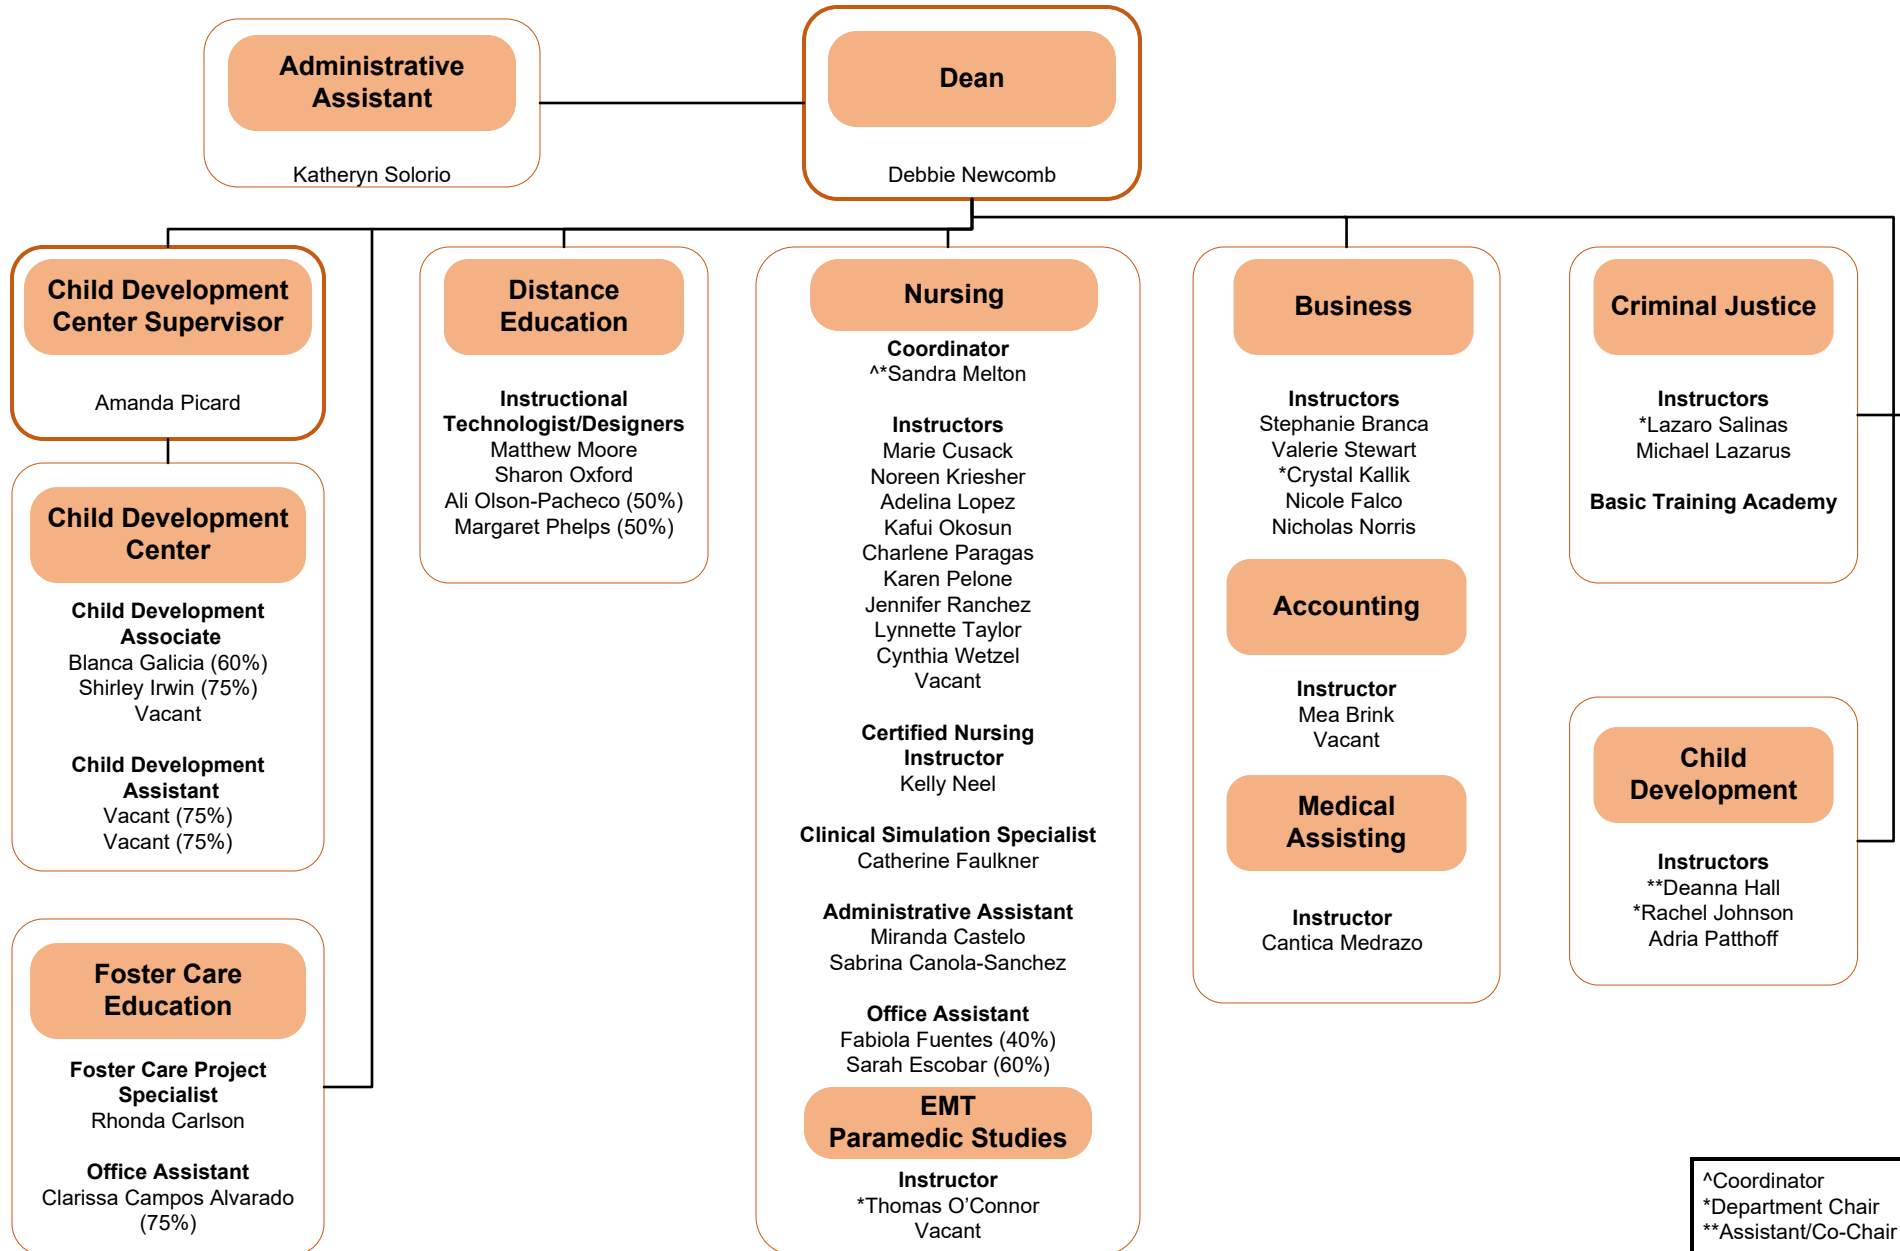 Administrative
Assistant
Katheryn Solorio
Dean
Debbie Newcomb
Child Development
Center Supervisor
Amanda Picard
Child Development
Center
Child Development
Associate
Blanca Galicia (60%)
Shirley Irwin (75%)
Vacant
Child Development
Assistant
Vacant (75%)
Vacant (75%)
Foster Care
Education
Foster Care Project
Specialist
Rhonda Carlson
Office Assistant
Clarissa Campos Alvarado
(75%)
Distance
Education
Instructional
Technologist/Designers
Matthew Moore
Sharon Oxford
Ali Olson-Pacheco (50%)
Margaret Phelps (50%)
Nursing
Coordinator
^*Sandra Melton
Instructors
Marie Cusack
Noreen Kriesher
Adelina Lopez
Kafui Okosun
Charlene Paragas
Karen Pelone
Jennifer Ranchez
Lynnette Taylor
Cynthia Wetzel
Vacant
Certified Nursing
Instructor
Kelly Neel
Clinical Simulation Specialist
Catherine Faulkner
Administrative Assistant
Miranda Castelo
Sabrina Canola-Sanchez
Office Assistant
Fabiola Fuentes (40%)
Sarah Escobar (60%)
EMT
Paramedic Studies
Instructor
*Thomas O’Connor
Vacant
Business
Instructors
Stephanie Branca
Valerie Stewart
*Crystal Kallik
Nicole Falco
Nicholas Norris
Accounting
Instructor
Mea Brink
Vacant
Medical
Assisting
Instructor
Cantica Medrazo
Criminal Justice
Instructors
*Lazaro Salinas
Michael Lazarus
Basic Training Academy
Child
Development
Instructors
**Deanna Hall
*Rachel Johnson
Adria Patthoff
^Coordinator
*Department Chair
**Assistant/Co-Chair